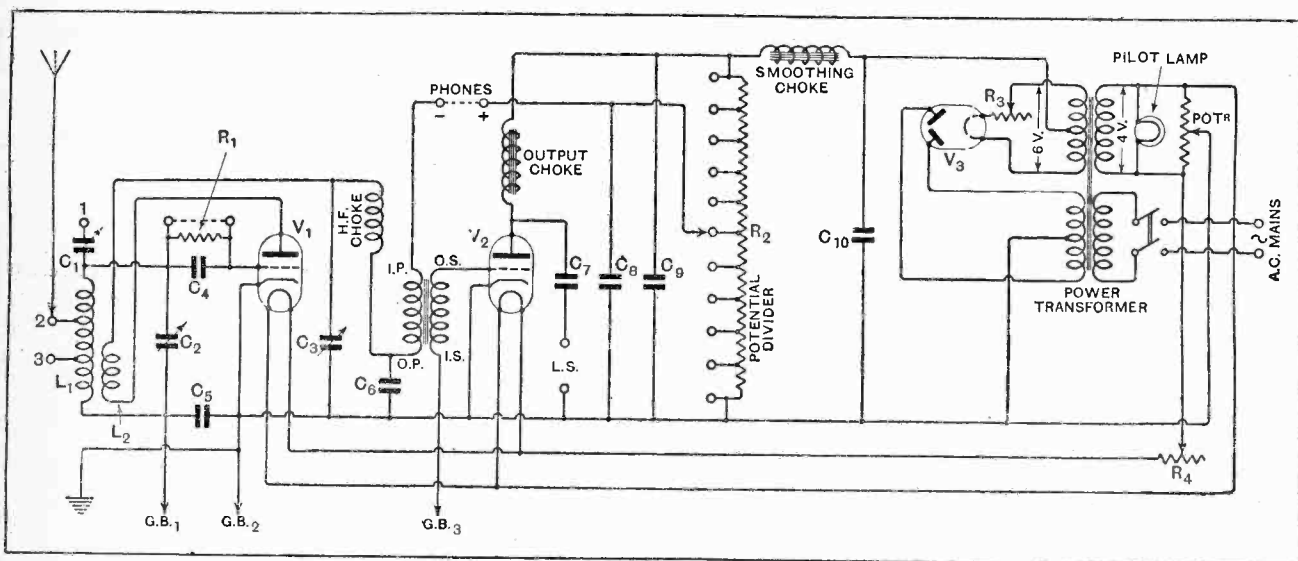 PILOT LAMP
PHONES
- +
SMOOTHING
CHOKE
R3
6 V.
4 V.
POTR
V3
R1
OUTPUT
CHOKE
H.F.
CHOKE
1
V1
V2
C1
C4
I.P.
O.S.
C7
C8
C9
R2
C10
A.C. MAINS
2
C2
C3
POTENTIAL
DIVIDER
POWER
TRANSFORMER
3
L1
O.P.
I.S.
L.S.
C6
C5
L2
R4
G.B.1
G.B.2
G.B.3